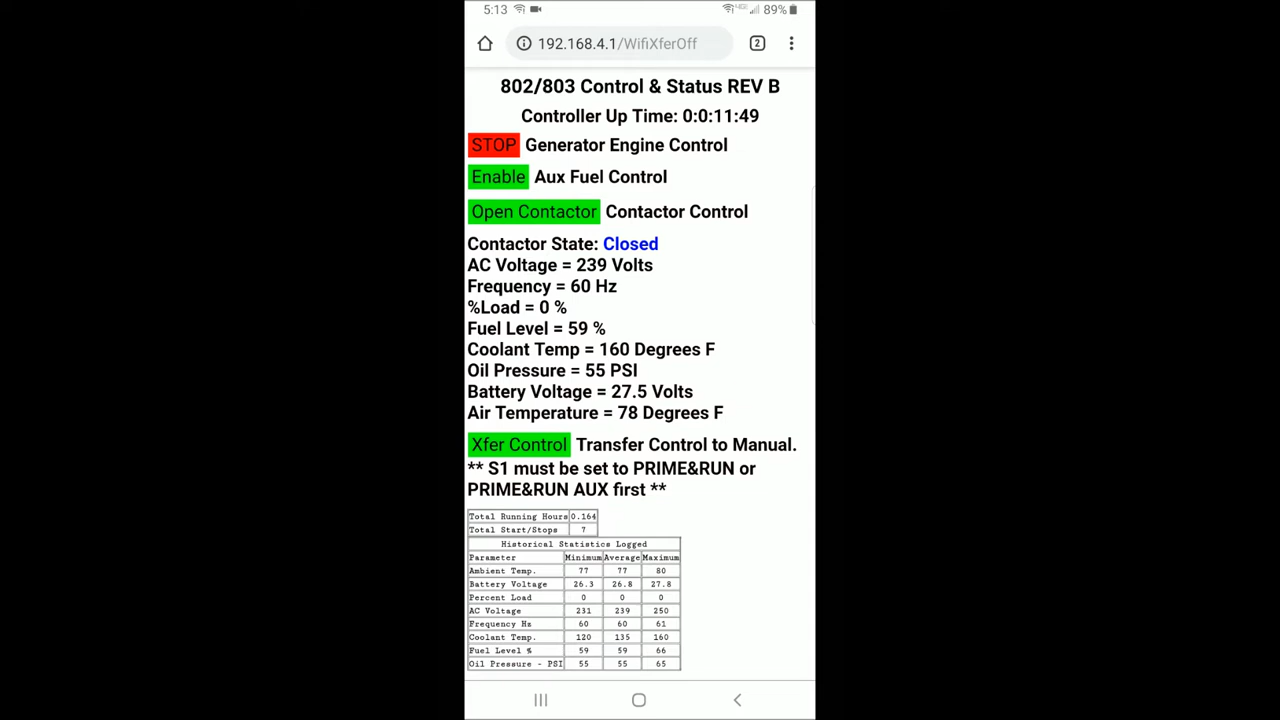 5:13 89%
192.168.4.1/WifiXferOff 2
802/803 Control & Status REV B
Controller Up Time: 0:0:11:49
STOP Generator Engine Control
Enable Aux Fuel Control
Open Contactor Contactor Control
Contactor State: Closed
AC Voltage = 239 Volts
Frequency = 60 Hz
%Load = 0 %
Fuel Level = 59 %
Coolant Temp = 160 Degrees F
Oil Pressure = 55 PSI
Battery Voltage = 27.5 Volts
Air Temperature = 78 Degrees F
Xfer Control Transfer Control to Manual.
** S1 must be set to PRIME&RUN or
PRIME&RUN AUX first **
Total Running Hours 0.164
Total Start/Stops 7
Historical Statistics Logged
Parameter Minimum Average Maximum
Ambient Temp. 77 77 80
Battery Voltage 26.3 26.8 27.8
Percent Load 0 0 0
AC Voltage 231 239 250
Frequency Hz 60 60 61
Coolant Temp. 120 135 160
Fuel Level % 59 59 66
Oil Pressure - PSI 55 55 65